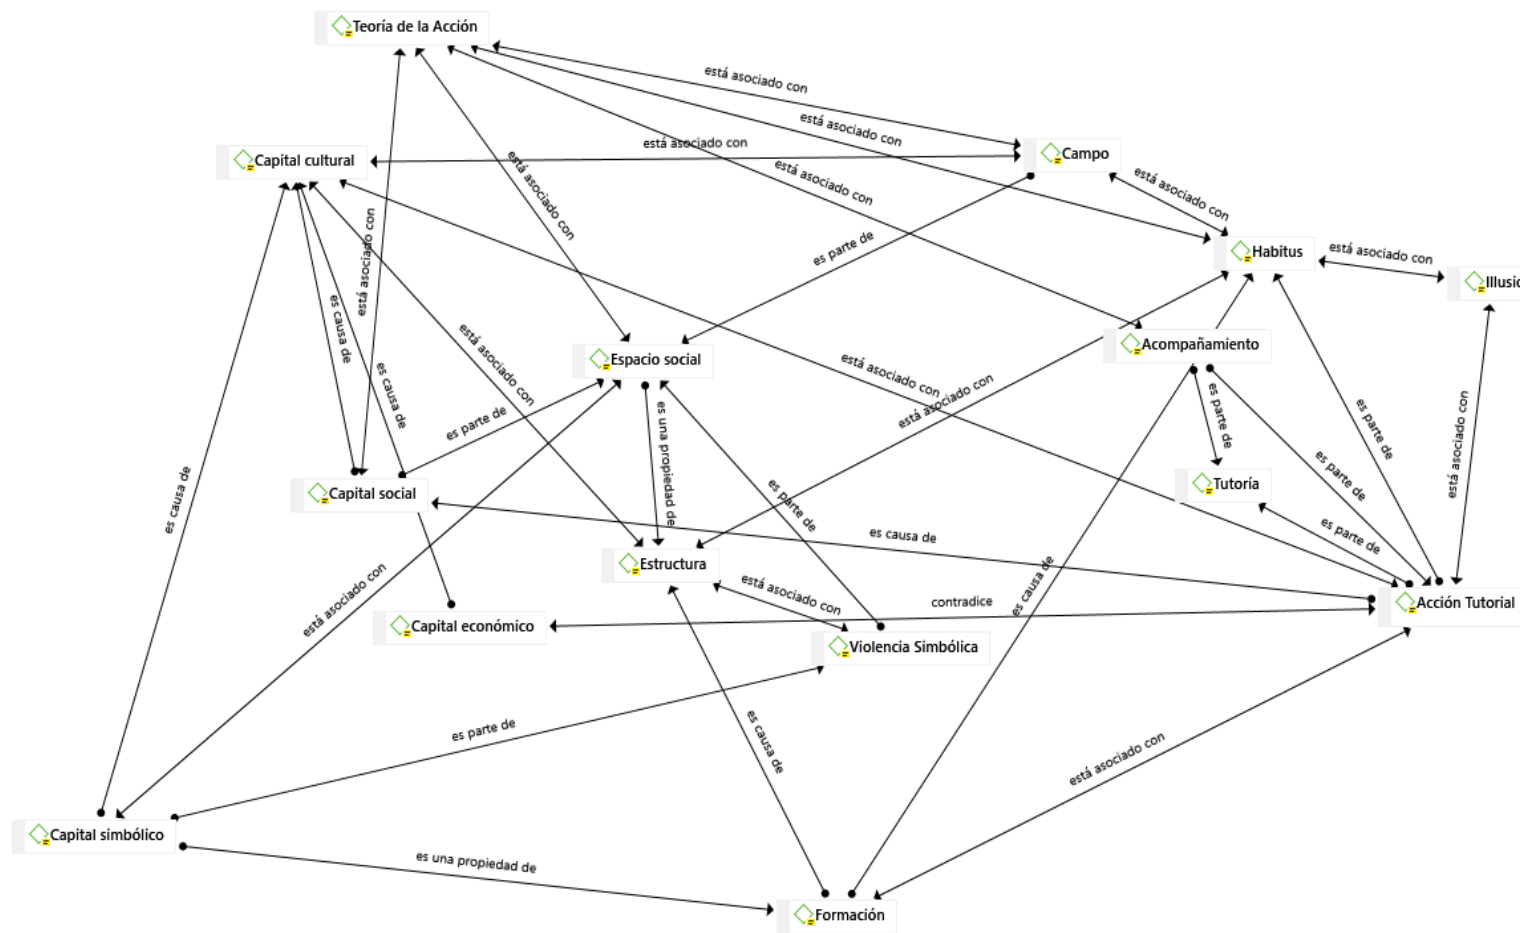 Teoría de la Acción
está asociado con
está asociado con
está asociado con
Capital cultural
Campo
está asociado con
está asociado con
está asociado con
está asociado con
es parte de
Habitus
está asociado con
Illusio
es causa de
está asociado con
Espacio social
Acompañamiento
está asociado con
es causa de
está asociado con
está asociado con
es parte de
es una propiedad de
es parte de
es parte de
es parte de
está asociado con
Capital social
es parte de
Tutoría
es causa de
es causa de
es parte de
Estructura
está asociado con
está asociado con
es causa de
contradice
Acción Tutorial
Capital económico
Violencia Simbólica
es parte de
es causa de
está asociado con
Capital simbólico
es una propiedad de
Formación